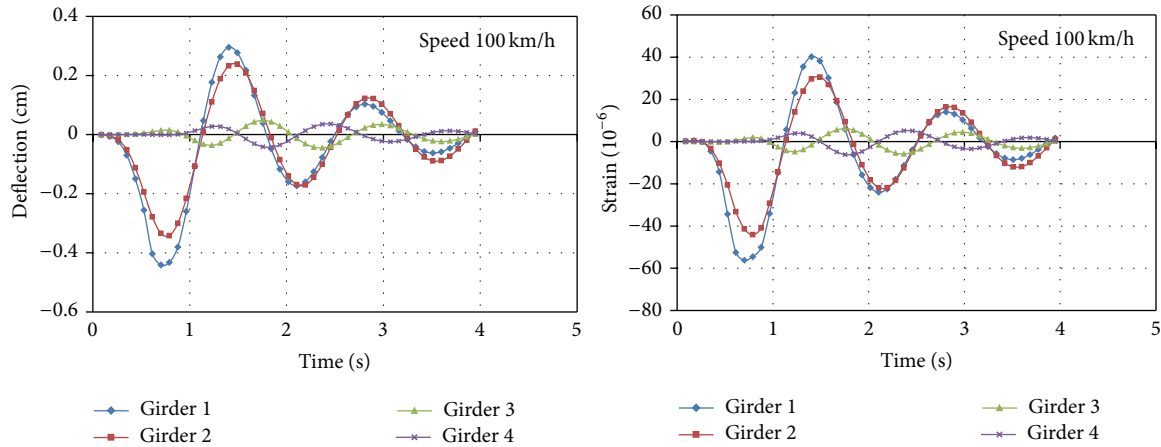 0.4
0.2
0
−0.2
−0.4
−0.6
Deflection (cm)
Speed 100 km/h
0 1 2 3 4 5
Time (s)
Girder 1
Girder 2
Girder 3
Girder 4
60
40
20
0
−20
−40
−60
−80
Strain (10⁻⁶)
Speed 100 km/h
0 1 2 3 4 5
Time (s)
Girder 1
Girder 2
Girder 3
Girder 4